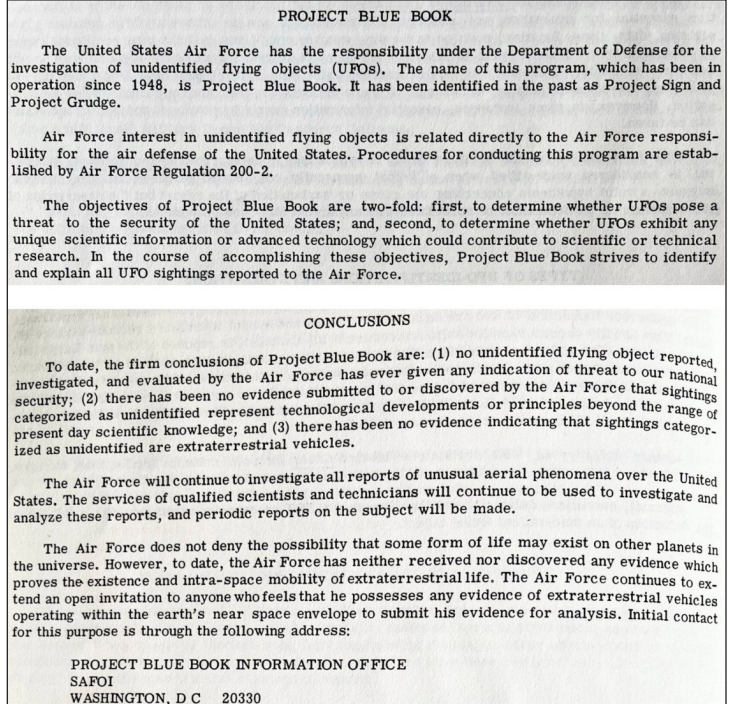 PROJECT BLUE BOOK
The United States Air Force has the responsibility under the Department of Defense for the
investigation of unidentified flying objects (UFOs). The name of this program, which has been in
operation since 1948, is Project Blue Book. It has been identified in the past as Project Sign and
Project Grudge.
Air Force interest in unidentified flying objects is related directly to the Air Force responsi-
bility for the air defense of the United States. Procedures for conducting this program are estab-
lished by Air Force Regulation 200-2.
The objectives of Project Blue Book are two-fold: first, to determine whether UFOs pose a
threat to the security of the United States; and, second, to determine whether UFOs exhibit any
unique scientific information or advanced technology which could contribute to scientific or technical
research. In the course of accomplishing these objectives, Project Blue Book strives to identify
and explain all UFO sightings reported to the Air Force.
CONCLUSIONS
To date, the firm conclusions of Project Blue Book are: (1) no unidentified flying object reported,
investigated, and evaluated by the Air Force has ever given any indication of threat to our national
security; (2) there has been no evidence submitted to or discovered by the Air Force that sightings
categorized as unidentified represent technological developments or principles beyond the range of
present day scientific knowledge; and (3) there has been no evidence indicating that sightings categor-
ized as unidentified are extraterrestrial vehicles.
The Air Force will continue to investigate all reports of unusual aerial phenomena over the United
States. The services of qualified scientists and technicians will continue to be used to investigate and
analyze these reports, and periodic reports on the subject will be made.
The Air Force does not deny the possibility that some form of life may exist on other planets in
the universe. However, to date, the Air Force has neither received nor discovered any evidence which
proves the existence and intra-space mobility of extraterrestrial life. The Air Force continues to ex-
tend an open invitation to anyone who feels that he possesses any evidence of extraterrestrial vehicles
operating within the earth's near space envelope to submit his evidence for analysis. Initial contact
for this purpose is through the following address:
PROJECT BLUE BOOK INFORMATION OFFICE
SAFOI
WASHINGTON, D C 20330